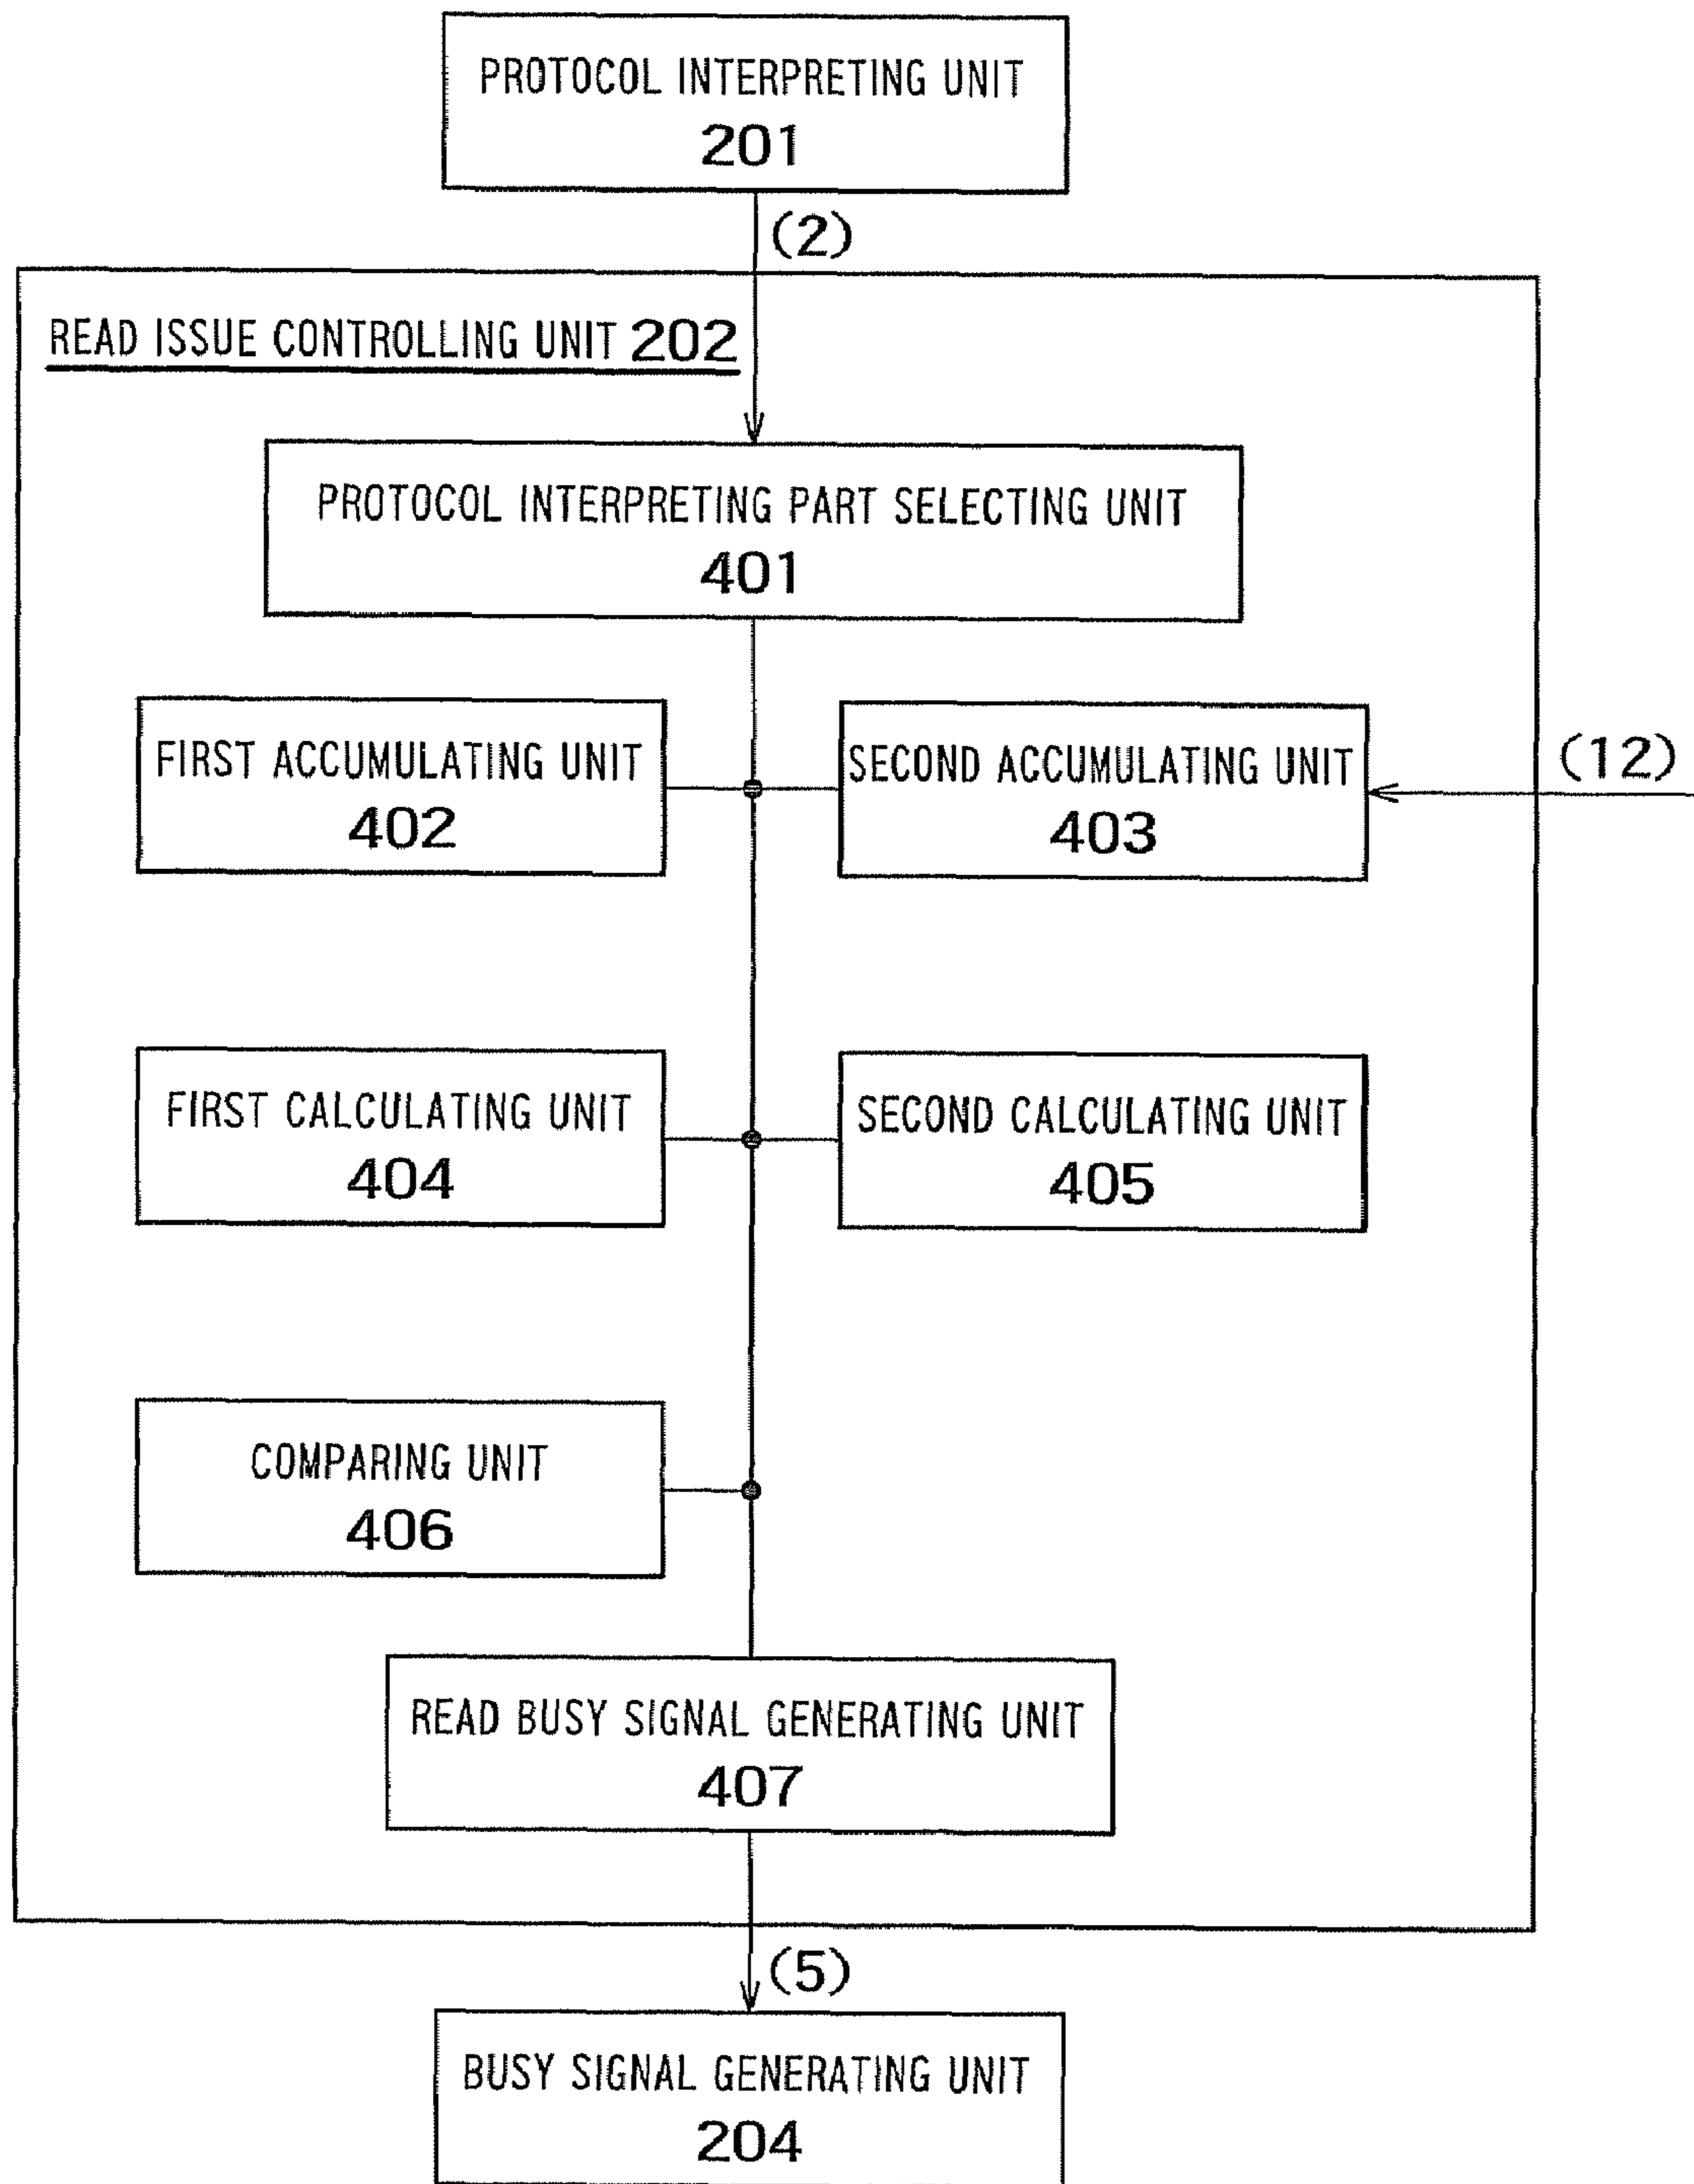 PROTOCOL INTERPRETING UNIT
201
(2)
READ ISSUE CONTROLLING UNIT 202
PROTOCOL INTERPRETING PART SELECTING UNIT
401
FIRST ACCUMULATING UNIT
402
SECOND ACCUMULATING UNIT
403
(12)
FIRST CALCULATING UNIT
404
SECOND CALCULATING UNIT
405
COMPARING UNIT
406
READ BUSY SIGNAL GENERATING UNIT
407
(5)
BUSY SIGNAL GENERATING UNIT
204